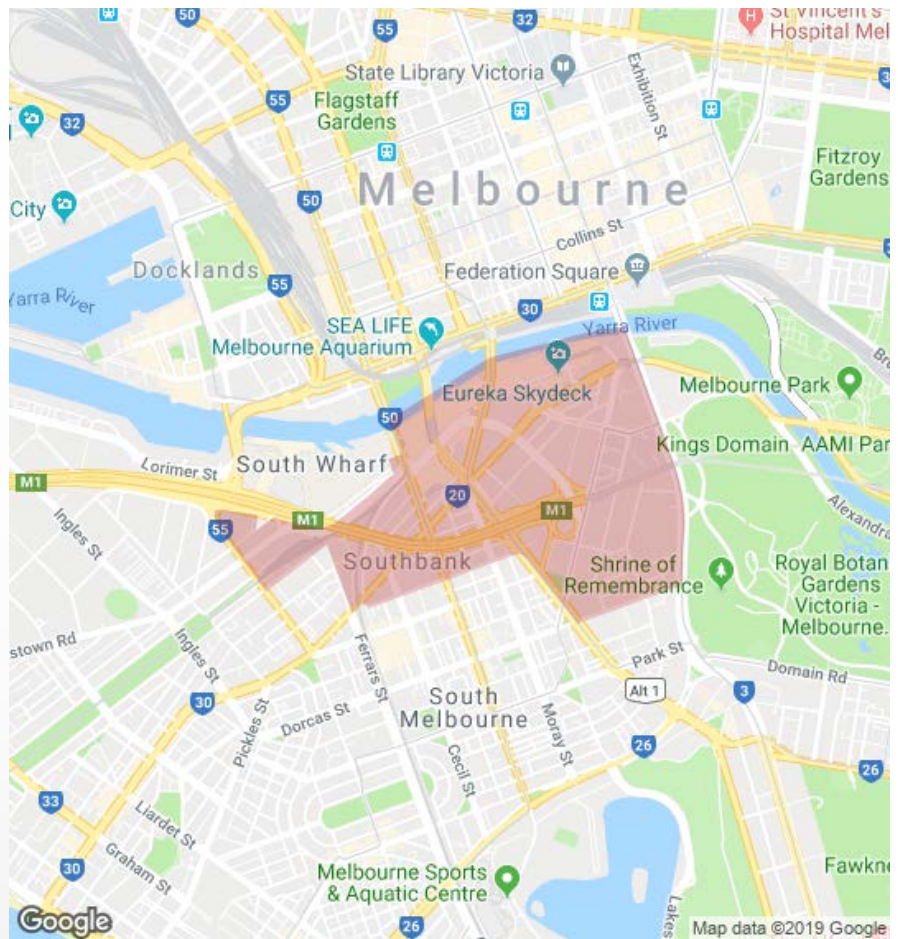 50
32
55
St Vincent's
Hospital Mel
State Library Victoria
Exhibition St
55
Flagstaff
Gardens
32
Fitzroy
Gardens
Melbourne
50
City
Collins St
Docklands
Federation Square
55
Yarra River
30
Yarra River
SEA LIFE
Melbourne Aquarium
Eureka Skydeck
Melbourne Park
50
Kings Domain
AAMI Par
South Wharf
Lorimer St
M1
20
M1
M1
Alexandra
Ingles St
55
Southbank
Shrine of
Remembrance
Royal Botan
Gardens
Victoria -
Melbourne.
stown Rd
Ingles St
Ferrars St
Park St
Domain Rd
Alt 1
3
30
Pickles St
Dorcas St
South
Melbourne
Moray St
26
Cecil St
26
33
Liardet St
30
Graham St
Melbourne Sports
& Aquatic Centre
Fawkne
26
Lakes
Google
Map data ©2019 Google